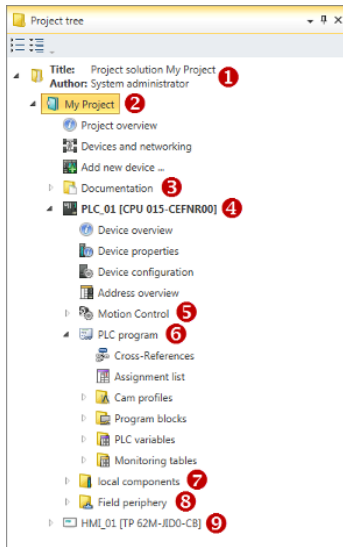 Project tree
Title: Project solution My Project 1
Author: System administrator
My Project 2
Project overview
Devices and networking
Add new device ...
Documentation 3
PLC_01 [CPU 015-CEFNR00] 4
Device overview
Device properties
Device configuration
Address overview
Motion Control 5
PLC program 6
Cross-References
Assignment list
Cam profiles
Program blocks
PLC variables
Monitoring tables
local components 7
Field periphery 8
HMI_01 [TP 62M-JID0-CB] 9